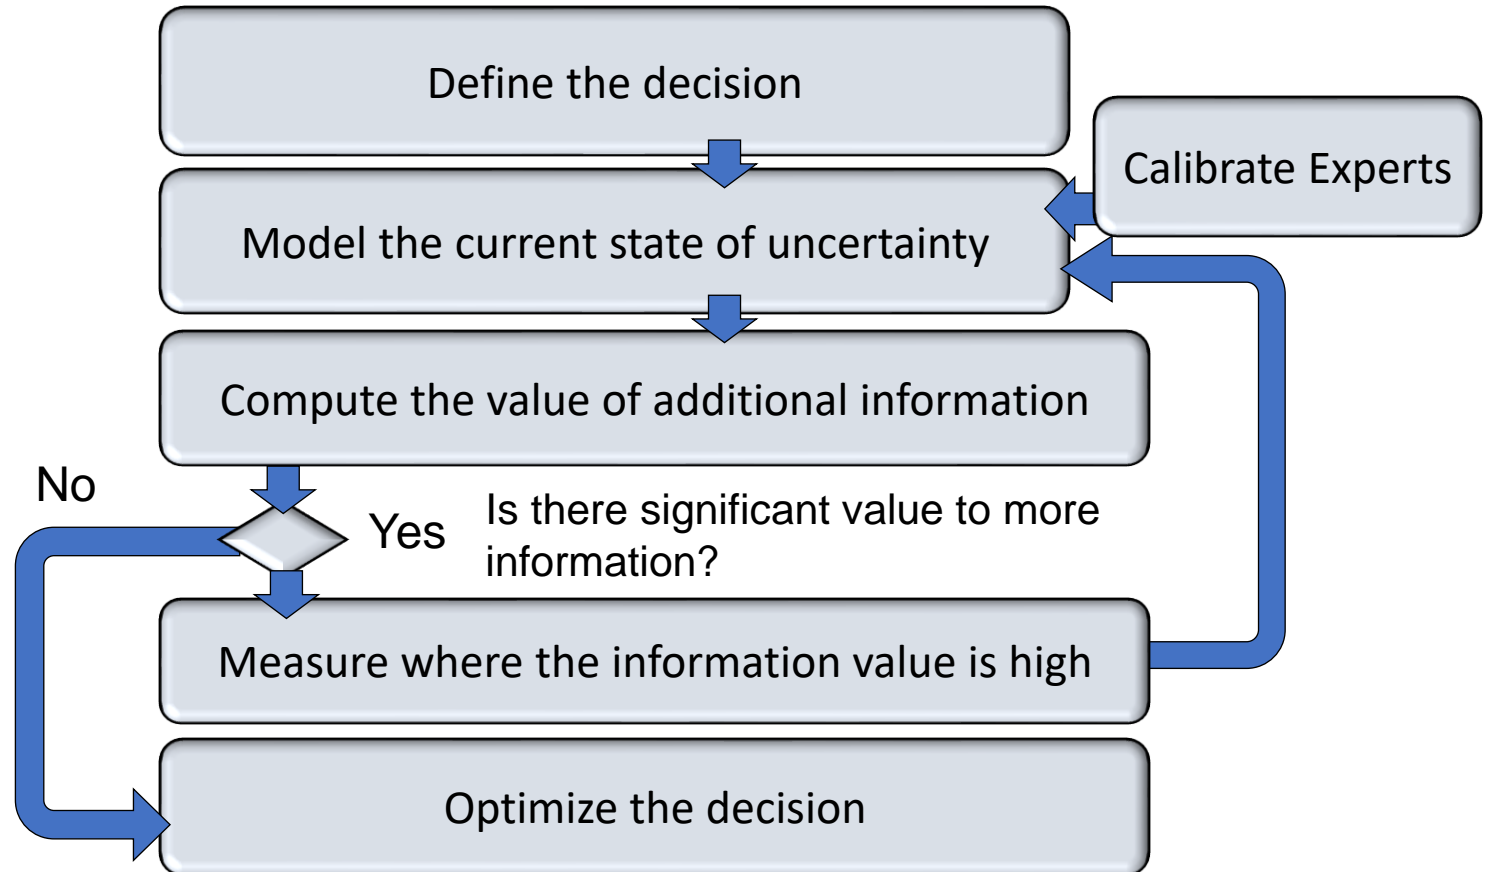 Define the decision
Calibrate Experts
Model the current state of uncertainty
Compute the value of additional information
No
Yes
Is there significant value to more
information?
Measure where the information value is high
Optimize the decision